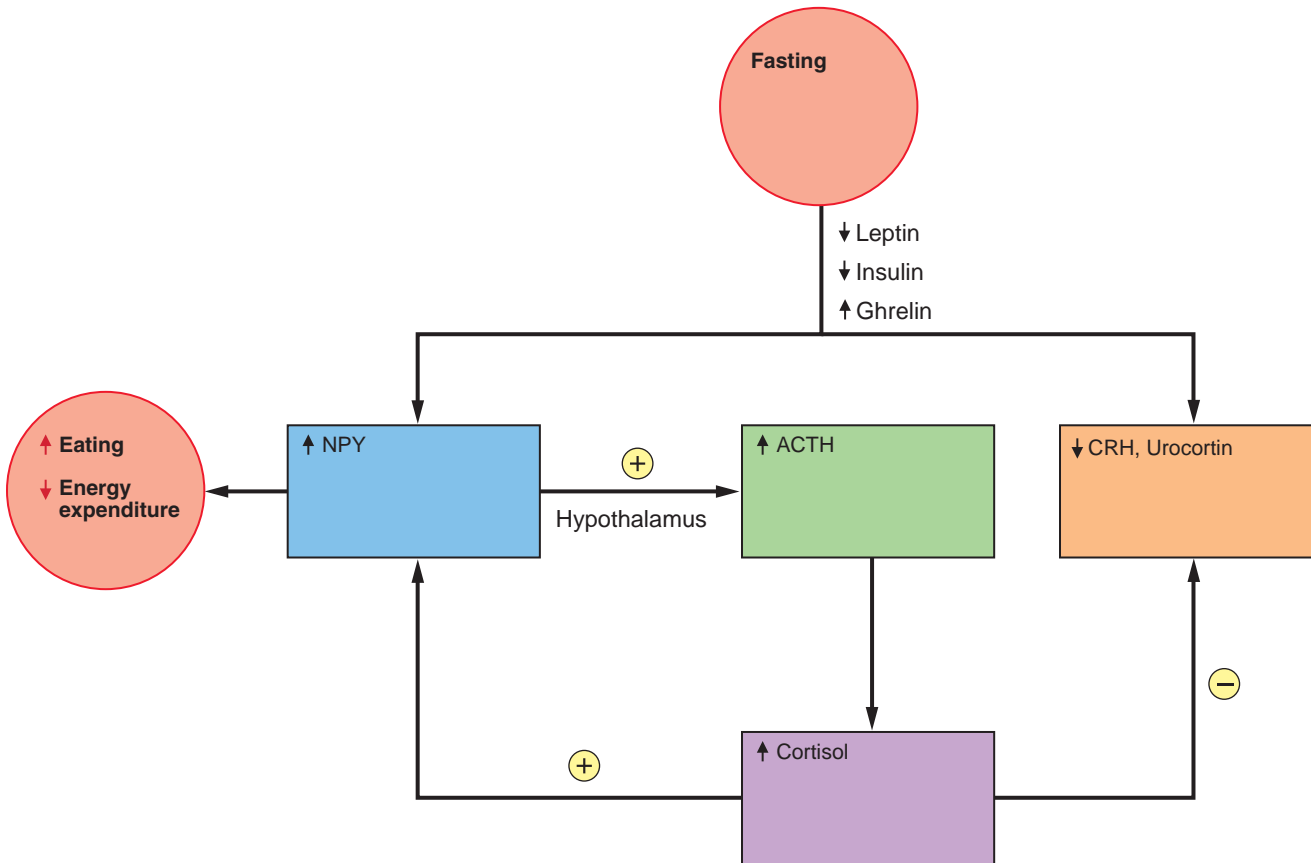 Fasting
↓ Leptin
↓ Insulin
↑ Ghrelin
↑ Eating
↓ Energy
expenditure
↑ NPY
+
Hypothalamus
↑ ACTH
↓ CRH, Urocortin
−
+
↑ Cortisol